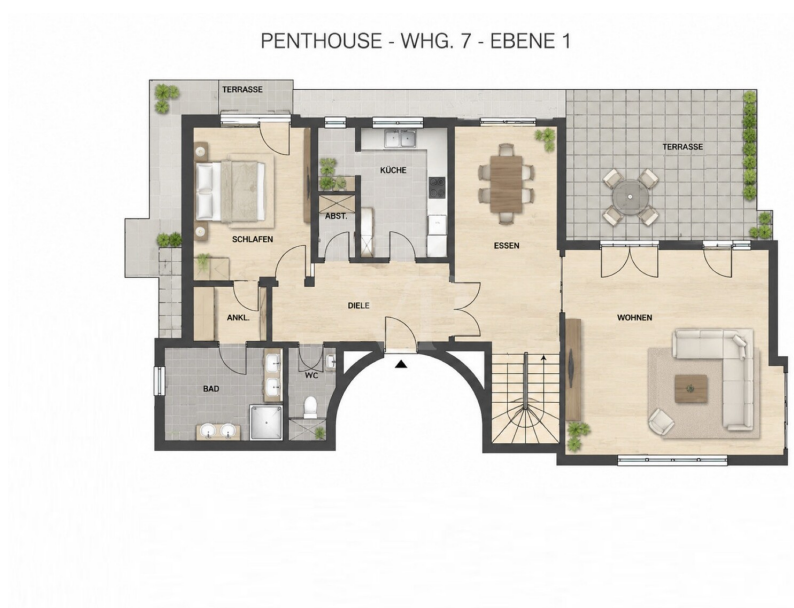 PENTHOUSE - WHG. 7 - EBENE 1
TERRASSE
TERRASSE
KÜCHE
ABST.
SCHLAFEN
ESSEN
DIELE
ANKL.
WOHNEN
WC
BAD